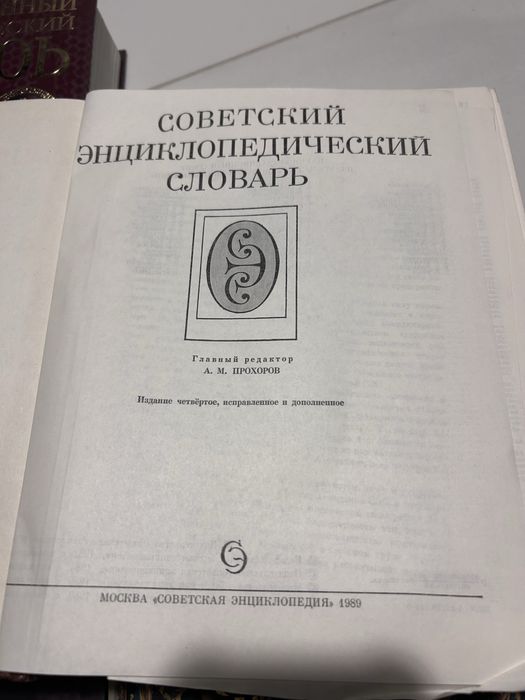 СОВЕТСКИЙ
ЭНЦИКЛОПЕДИЧЕСКИЙ
СЛОВАРЬ
Главный редактор
А. М. ПРОХОРОВ
Издание четвёртое, исправленное и дополненное
МОСКВА «СОВЕТСКАЯ ЭНЦИКЛОПЕДИЯ» 1989